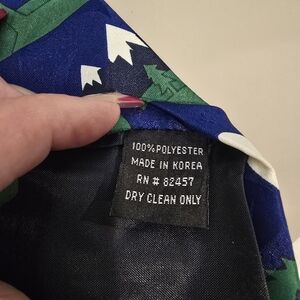 100% POLYESTER
MADE IN KOREA
RN # 82457
DRY CLEAN ONLY